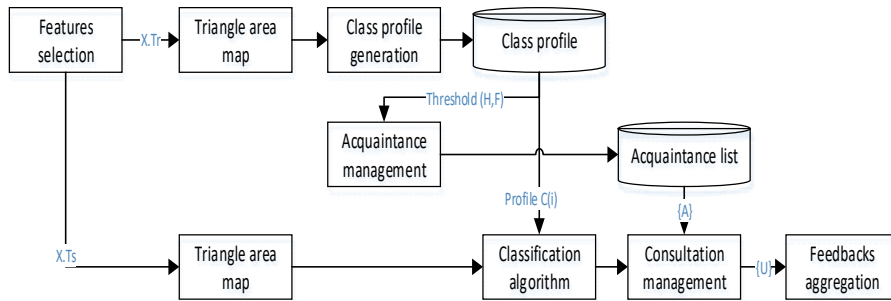 Features
selection
X.Tr
Triangle area
map
Class profile
generation
Class profile
Threshold (H,F)
Acquaintance
management
Acquaintance list
Profile C(i)
{A}
X.Ts
Triangle area
map
Classification
algorithm
Consultation
management
{U}
Feedbacks
aggregation